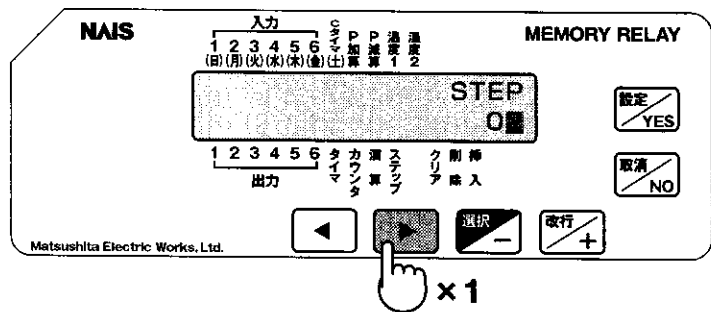 NAIS
MEMORY RELAY
入力
1 2 3 4 5 6
(日) (月) (火) (水) (木) (金)
Cタイマ(土)
P加算
P減算
温度1
温度2
STEP
0
1 2 3 4 5 6
出力
タイマ
カウンタ
演算
ステップ
クリア
削除
挿入
設定/YES
取消/NO
◀
▶
選択/−
改行/+
Matsushita Electric Works, Ltd.
×1